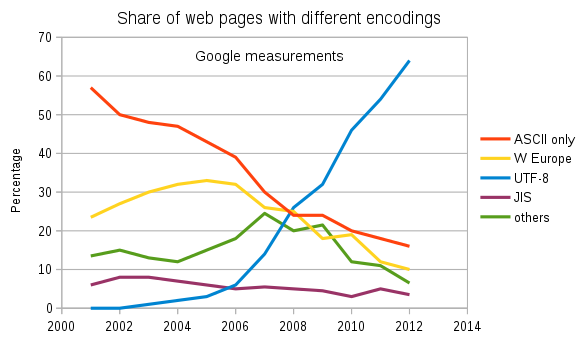 Share of web pages with different encodings
Google measurements
Percentage
70
60
50
40
30
20
10
0
2000 2002 2004 2006 2008 2010 2012 2014
ASCII only
W Europe
UTF-8
JIS
others